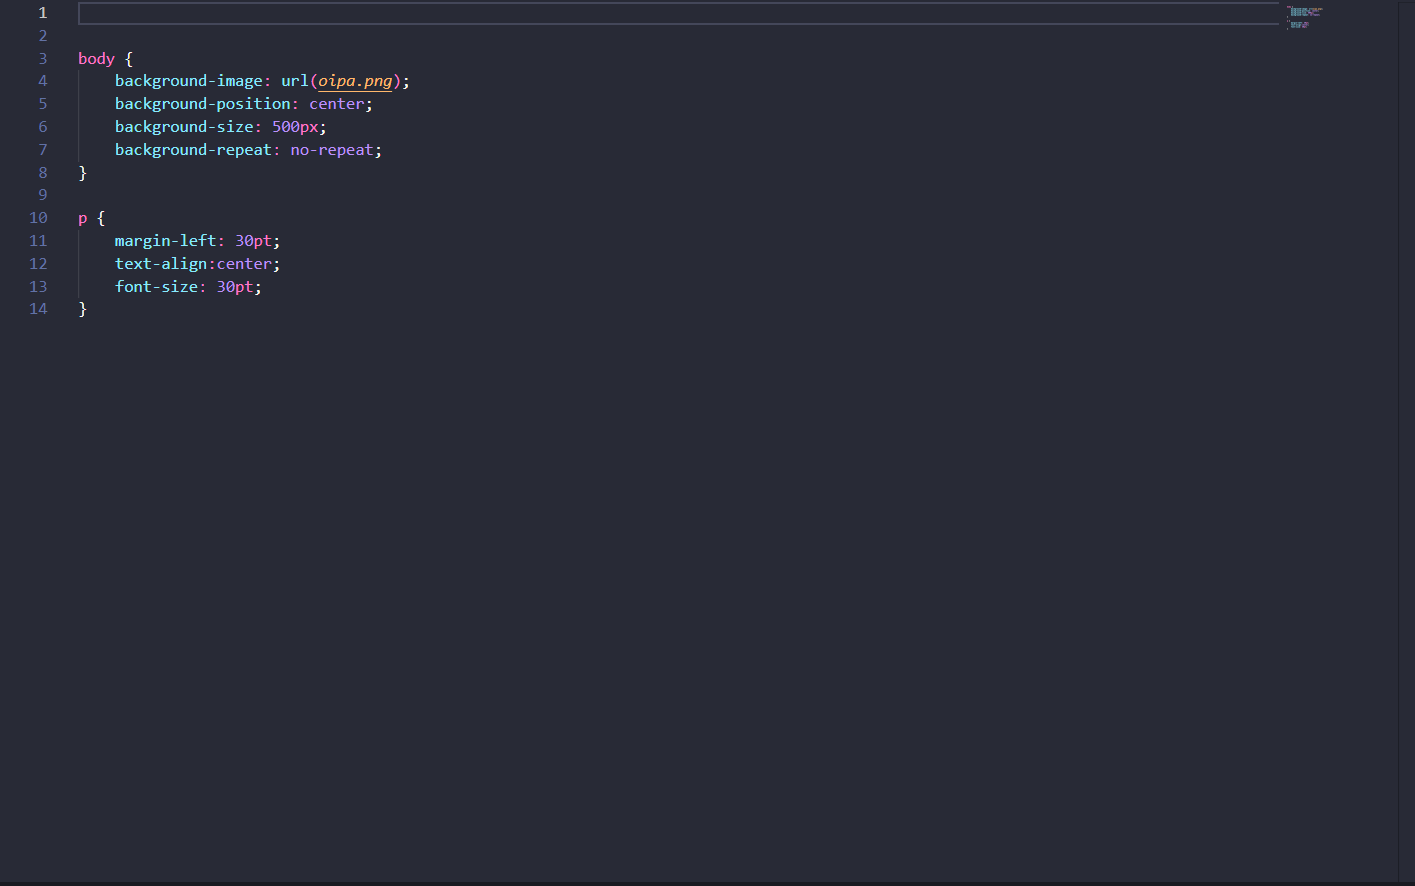 1
2
3 body {
4     background-image: url(oipa.png);
5     background-position: center;
6     background-size: 500px;
7     background-repeat: no-repeat;
8 }
9
10 p {
11     margin-left: 30pt;
12     text-align:center;
13     font-size: 30pt;
14 }